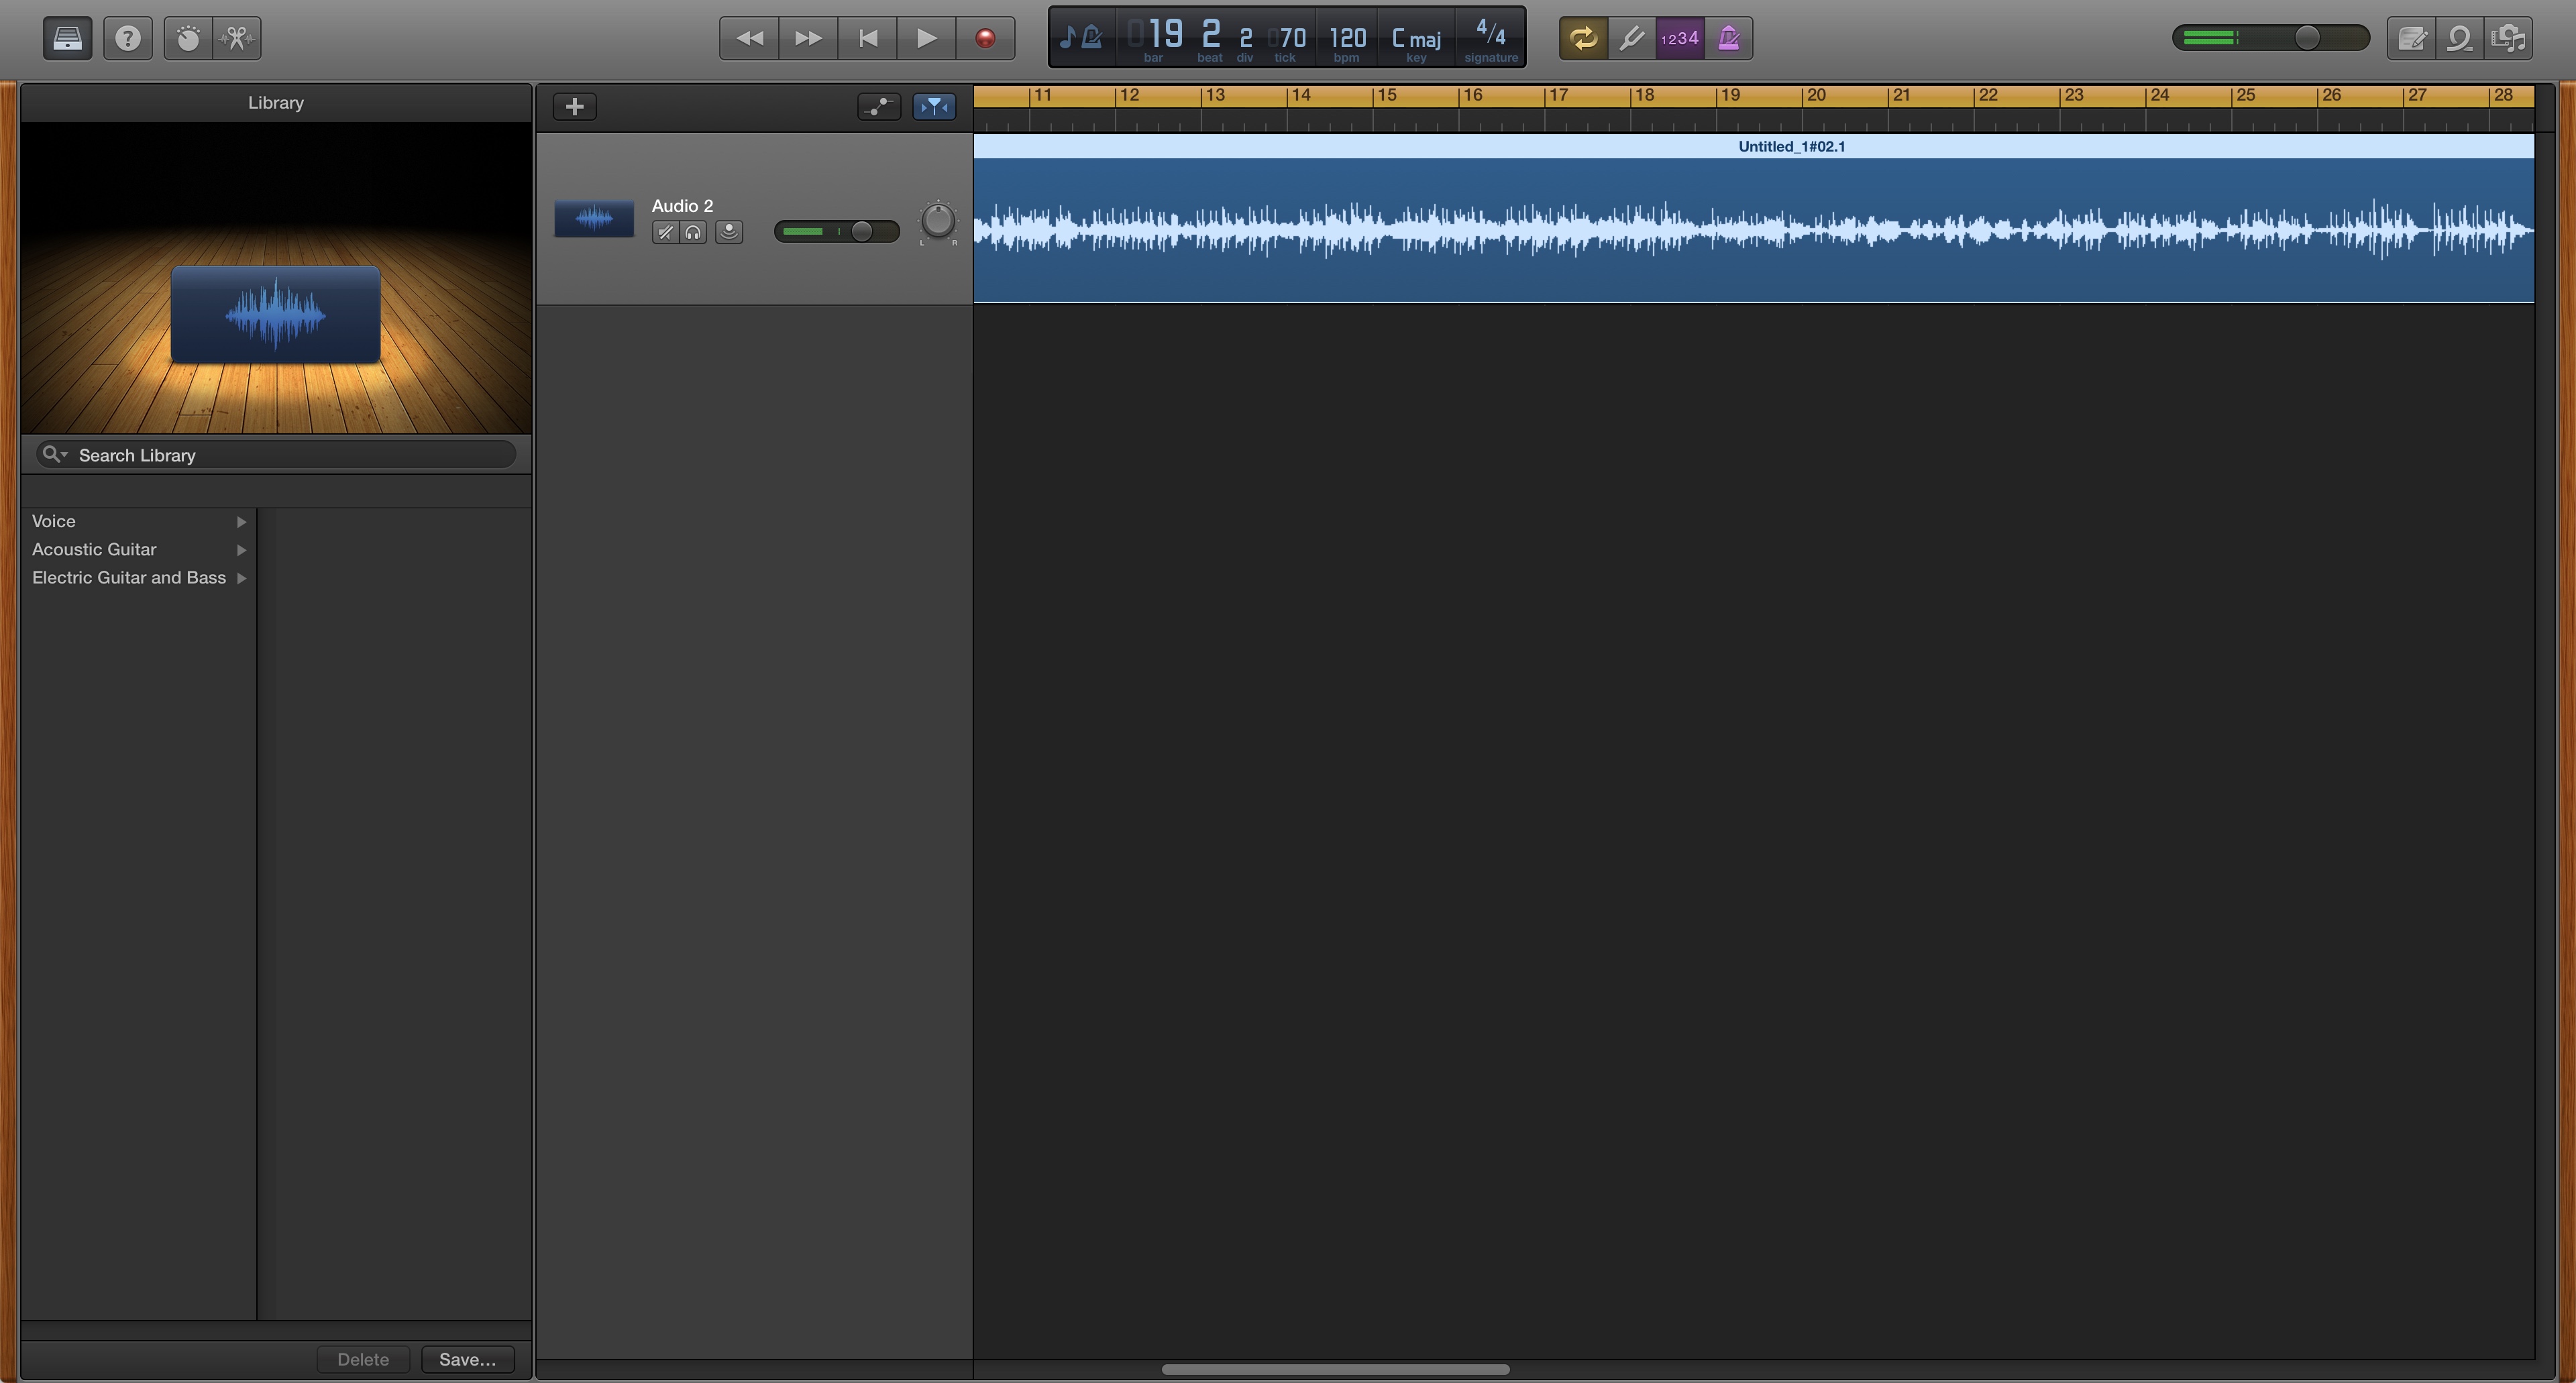 ?
19 2 2 70 120 C maj 4/4
bar beat div tick bpm key signature
1234
Library
11 12 13 14 15 16 17 18 19 20 21 22 23 24 25 26 27 28
Untitled_1#02.1
Audio 2
L R
Search Library
Voice
Acoustic Guitar
Electric Guitar and Bass
Delete Save...